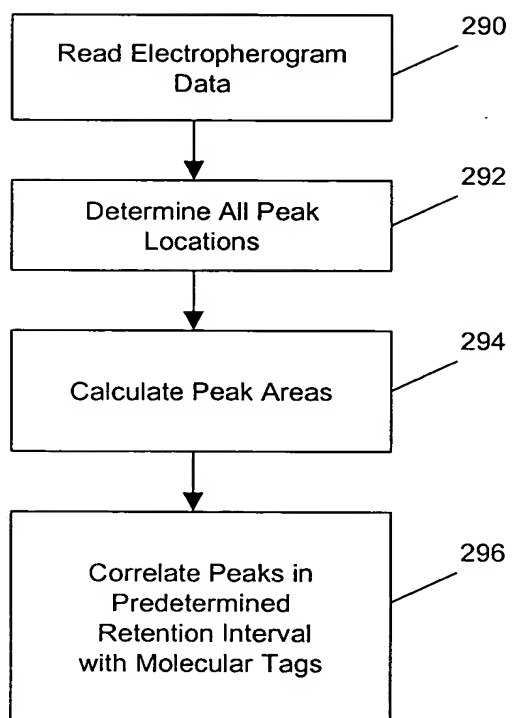 290
Read Electropherogram
Data
292
Determine All Peak
Locations
294
Calculate Peak Areas
296
Correlate Peaks in
Predetermined
Retention Interval
with Molecular Tags